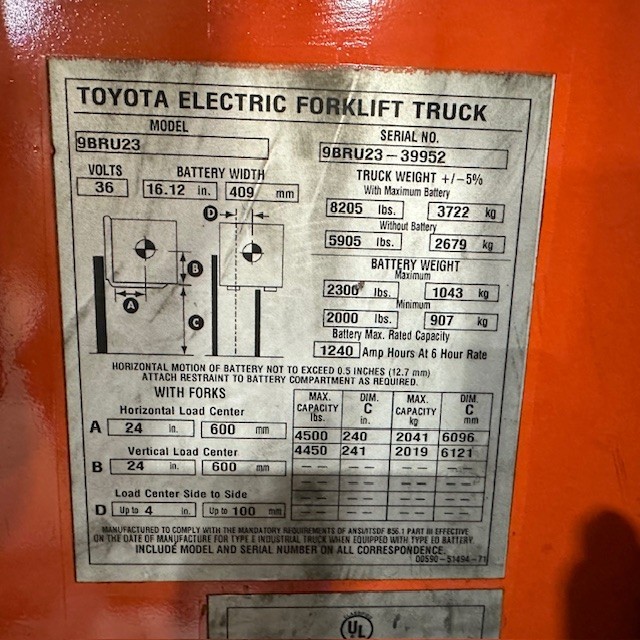 TOYOTA ELECTRIC FORKLIFT TRUCK
MODEL
9BRU23
SERIAL NO.
9BRU23-39952
VOLTS
36
BATTERY WIDTH
16.12 in. 409 mm
TRUCK WEIGHT +/-5%
With Maximum Battery
8205 lbs. 3722 kg
Without Battery
5905 lbs. 2679 kg
BATTERY WEIGHT
Maximum
2300 lbs. 1043 kg
Minimum
2000 lbs. 907 kg
Battery Max. Rated Capacity
1240 Amp Hours At 6 Hour Rate
D
B
A
C
HORIZONTAL MOTION OF BATTERY NOT TO EXCEED 0.5 INCHES (12.7 mm)
ATTACH RESTRAINT TO BATTERY COMPARTMENT AS REQUIRED.
WITH FORKS
Horizontal Load Center
A 24 in. 600 mm
Vertical Load Center
B 24 in. 600 mm
Load Center Side to Side
D Up to 4 in. Up to 100 mm
MAX. CAPACITY lbs. DIM. C in. MAX. CAPACITY kg DIM. C mm
4500 240 2041 6096
4450 241 2019 6121
-- -- -- --
-- -- -- --
-- -- -- --
MANUFACTURED TO COMPLY WITH THE MANDATORY REQUIREMENTS OF ANSI/ITSDF B56.1 PART III EFFECTIVE
ON THE DATE OF MANUFACTURE FOR TYPE E INDUSTRIAL TRUCK WHEN EQUIPPED WITH TYPE EO BATTERY.
INCLUDE MODEL AND SERIAL NUMBER ON ALL CORRESPONDENCE.
00590-51494-71
UL